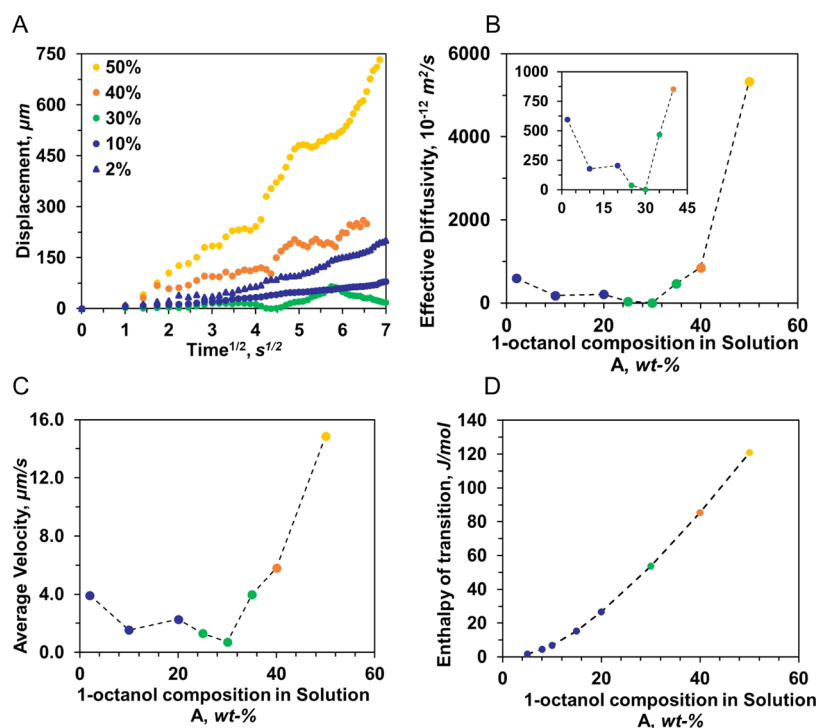 A
Displacement, μm
750
600
450
300
150
0
50%
40%
30%
10%
2%
0 1 2 3 4 5 6 7
Time1/2, s1/2
B
Effective Diffusivity, 10-12 m2/s
6000
4000
2000
0
1000
750
500
250
0
0 15 30 45
0 20 40 60
1-octanol composition in Solution
A, wt-%
C
Average Velocity, μm/s
16.0
12.0
8.0
4.0
0.0
0 20 40 60
1-octanol composition in Solution
A, wt-%
D
Enthalpy of transition, J/mol
140
120
100
80
60
40
20
0
0 20 40 60
1-octanol composition in Solution
A, wt-%